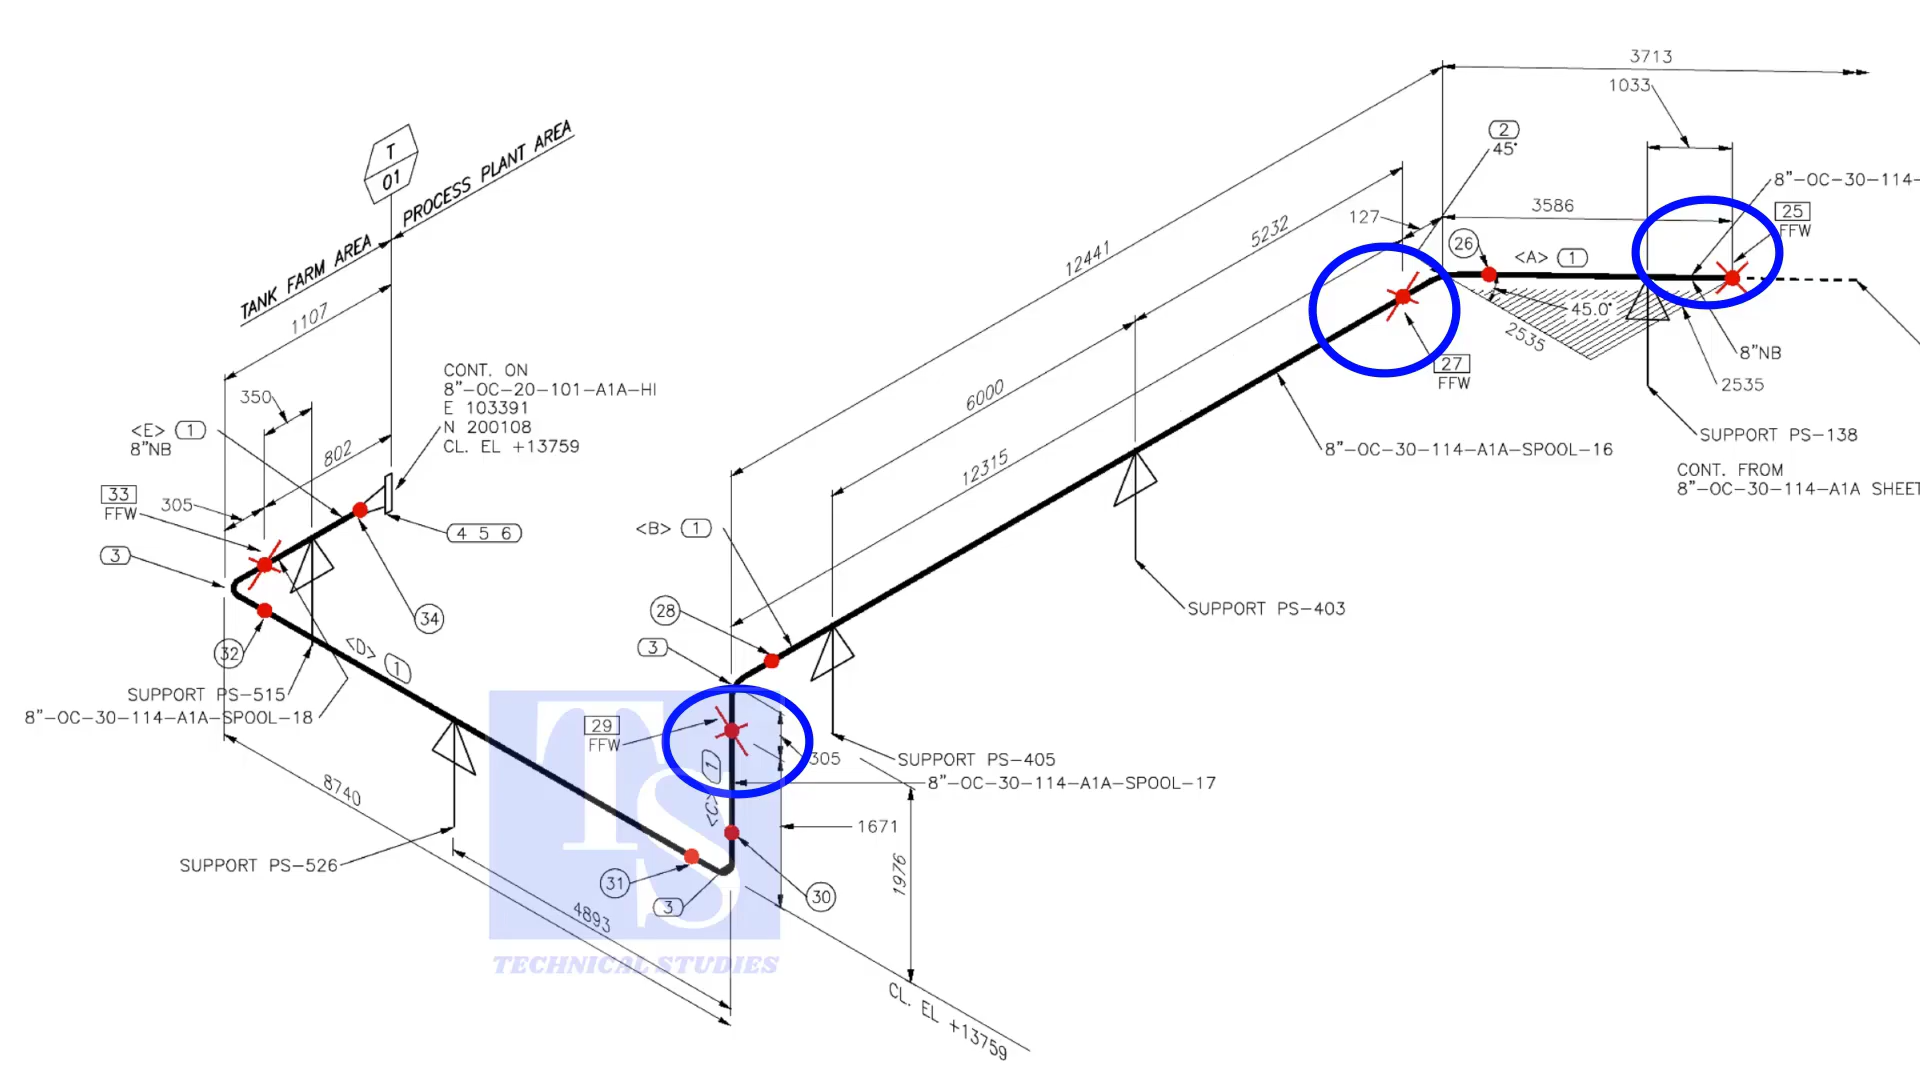 3713
1033
2
45°
8"-OC-30-114-
25
FFW
3586
127
5232
12441
26
<A> 1
45.0°
2535
8"NB
2535
SUPPORT PS-138
CONT. FROM
8"-OC-30-114-A1A SHEET
T
01
PROCESS PLANT AREA
TANK FARM AREA
1107
350
CONT. ON
8"-OC-20-101-A1A-HI
E 103391
N 200108
CL. EL +13759
<E> 1
8"NB
802
33
FFW
305
3
4 5 6
34
32
<D> 1
SUPPORT PS-515
8"-OC-30-114-A1A-SPOOL-18
8740
SUPPORT PS-526
4893
6000
12315
27
FFW
8"-OC-30-114-A1A-SPOOL-16
<B> 1
28
3
SUPPORT PS-403
29
FFW
305
SUPPORT PS-405
8"-OC-30-114-A1A-SPOOL-17
<C> 1
1671
1976
31
30
3
CL. EL +13759
TS
TECHNICAL STUDIES